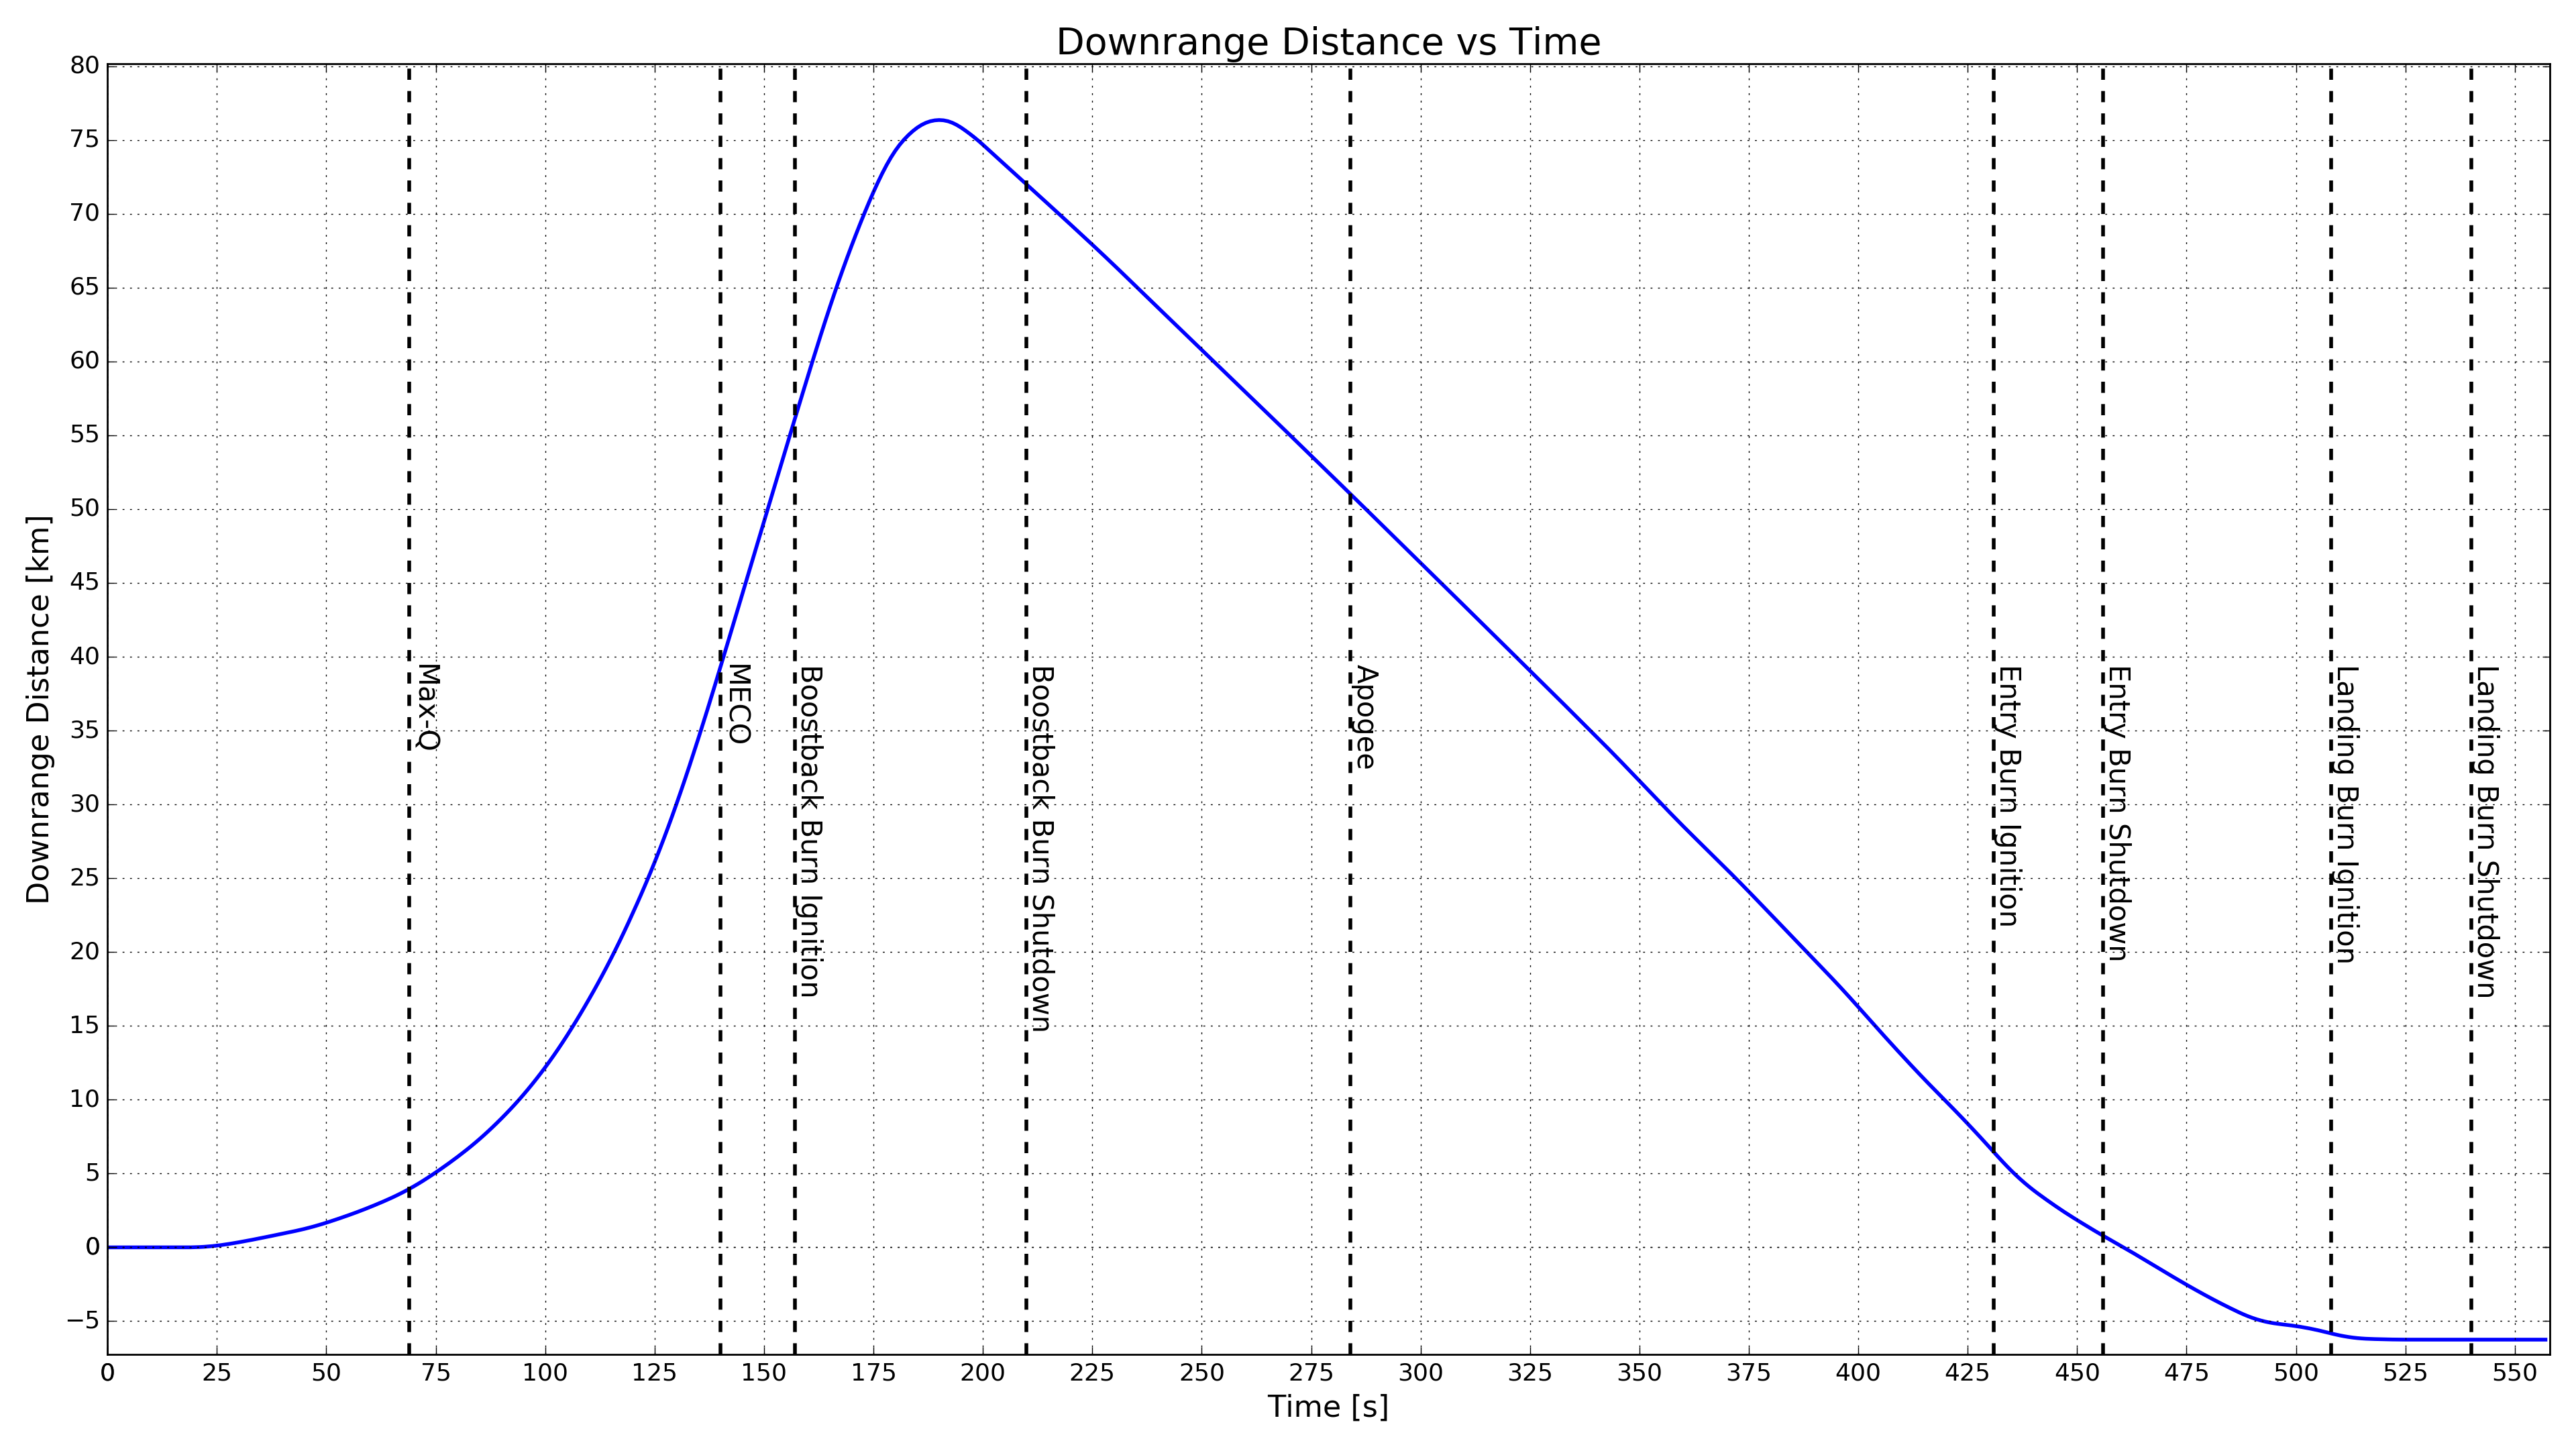 Downrange Distance vs Time
80
75
70
65
60
55
50
45
40
35
30
25
20
15
10
5
0
−5
Downrange Distance [km]
Max-Q
MECO
Boostback Burn Ignition
Boostback Burn Shutdown
Apogee
Entry Burn Ignition
Entry Burn Shutdown
Landing Burn Ignition
Landing Burn Shutdown
0 25 50 75 100 125 150 175 200 225 250 275 300 325 350 375 400 425 450 475 500 525 550
Time [s]